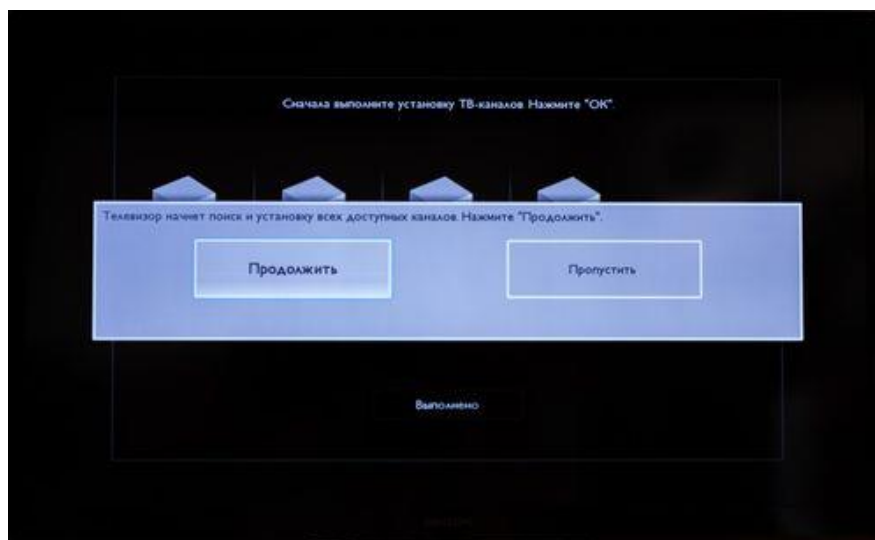 Сначала выполните установку ТВ-каналов Нажмите "ОК".
Телевизор начнет поиск и установку всех доступных каналов. Нажмите "Продолжить".
Продолжить
Пропустить
Выполнено